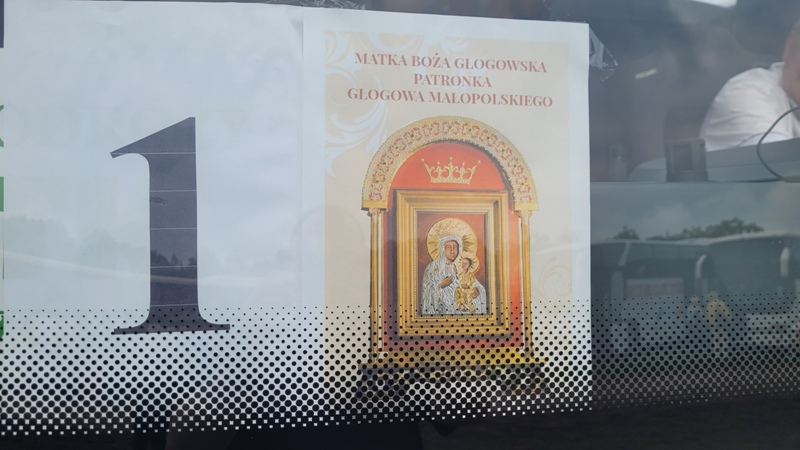 1
MATKA BOŻA GŁOGOWSKA
PATRONKA
GŁOGOWA MAŁOPOLSKIEGO